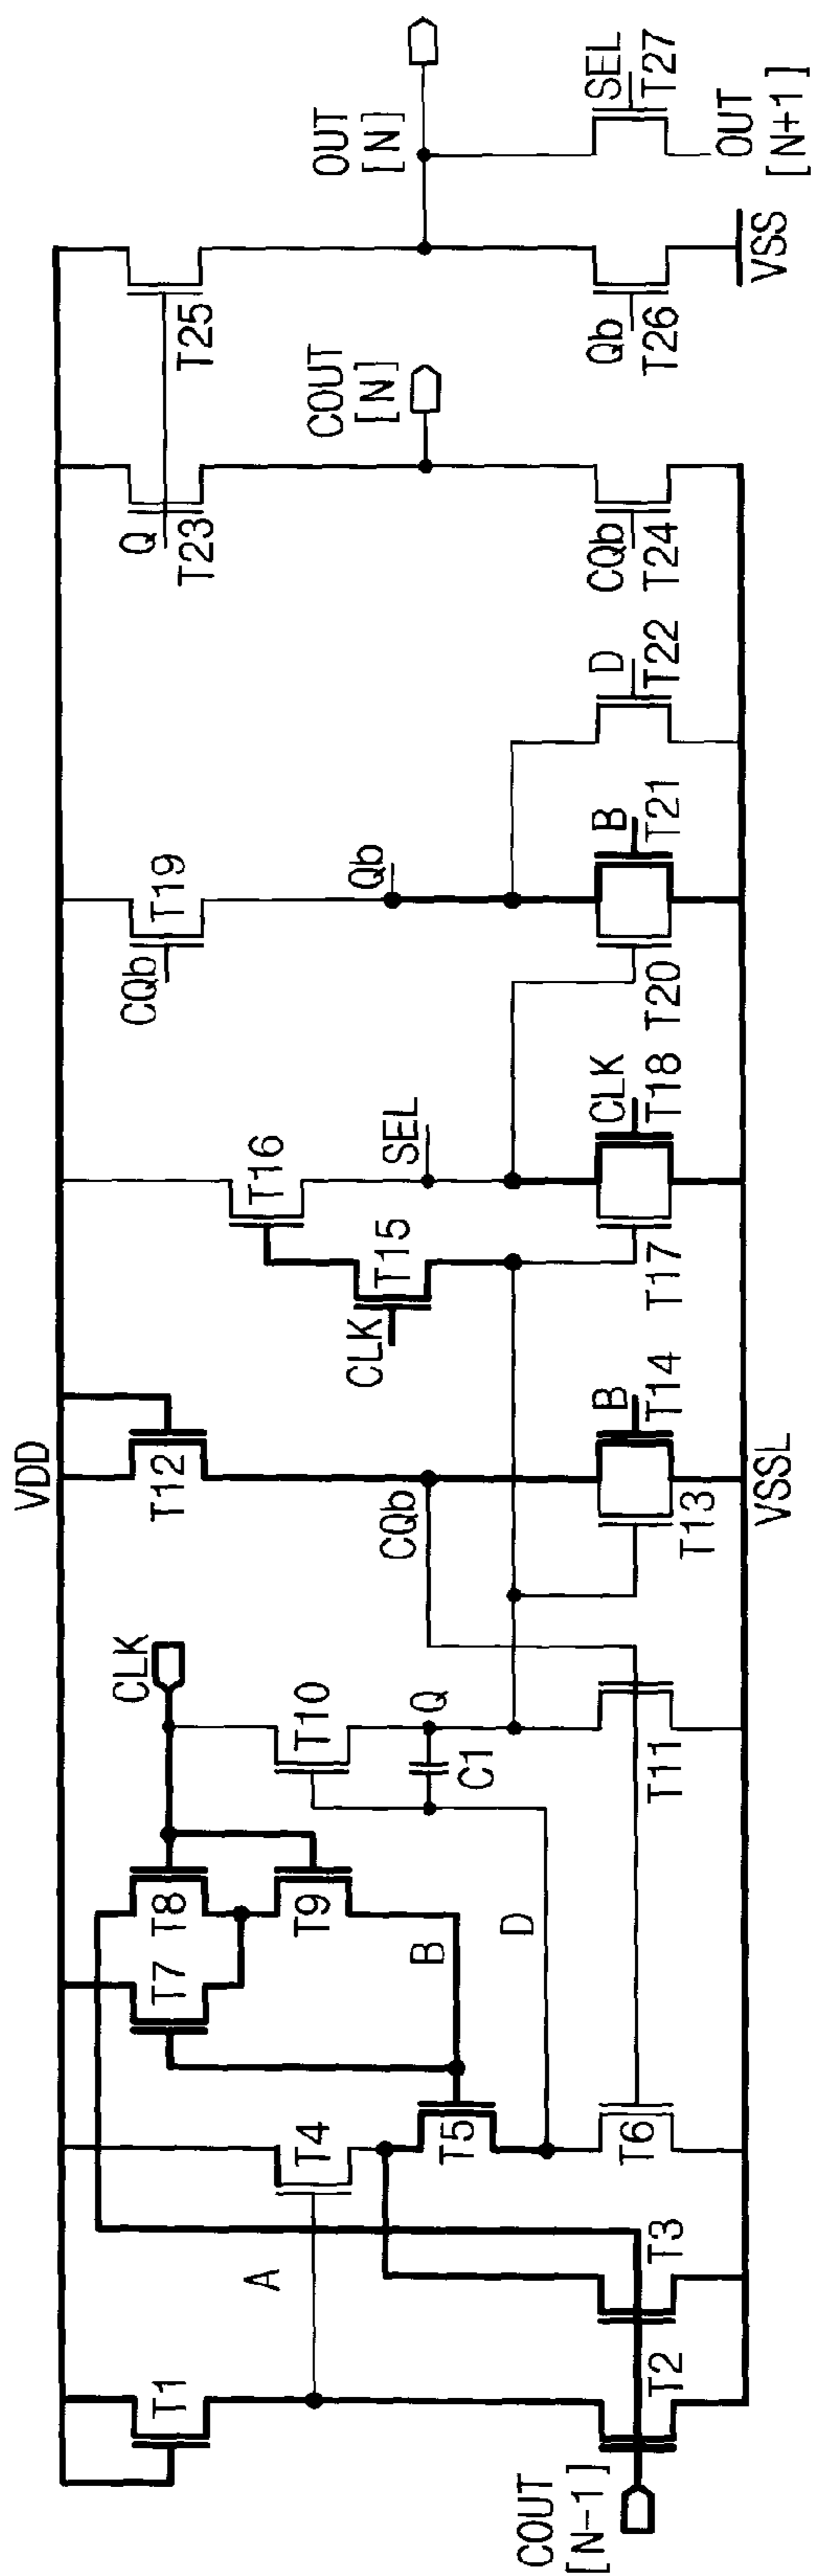 VDD
CLK
T1
A
T4
T7
T8
T9
T10
B
T5
D
Q
C1
T6
T11
T2
T3
COUT
[N-1]
T12
CQb
T13
B
T14
VSSL
CLK
T15
T16
SEL
T17
CLK
T18
CQb
T19
Qb
T20
B
T21
D
T22
Q
T23
T25
COUT
[N]
CQb
T24
Qb
T26
VSS
OUT
[N]
SEL
T27
OUT
[N+1]